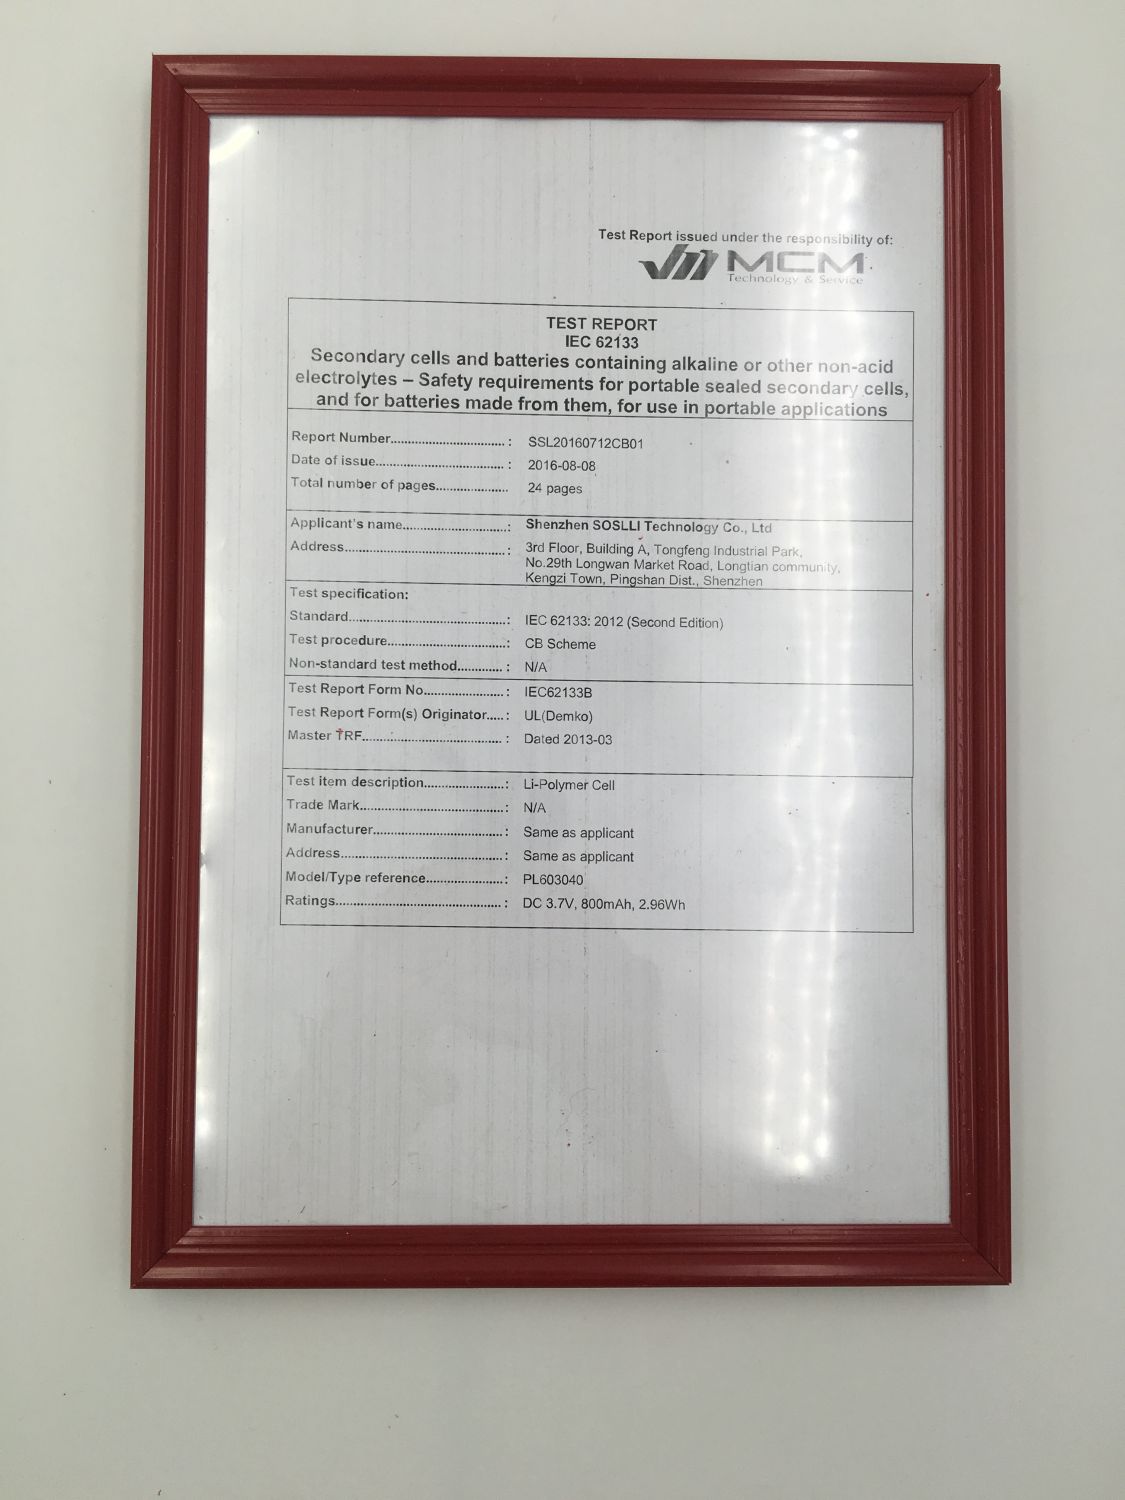 Test Report issued under the responsibility of:
MCM
Technology & Service
TEST REPORT
IEC 62133
Secondary cells and batteries containing alkaline or other non-acid
electrolytes – Safety requirements for portable sealed secondary cells,
and for batteries made from them, for use in portable applications
Report Number................................ : SSL20160712CB01
Date of issue.................................... : 2016-08-08
Total number of pages.................... 24 pages
Applicant's name..............................: Shenzhen SOSLLI Technology Co., Ltd
Address............................................. : 3rd Floor, Building A, Tongfeng Industrial Park,
No.29th Longwan Market Road, Longtian community,
Kengzi Town, Pingshan Dist., Shenzhen
Test specification:
Standard............................................: IEC 62133: 2012 (Second Edition)
Test procedure..................................: CB Scheme
Non-standard test method............. : N/A
Test Report Form No....................... : IEC62133B
Test Report Form(s) Originator.....: UL(Demko)
Master TRF....................................... : Dated 2013-03
Test item description.......................: Li-Polymer Cell
Trade Mark.........................................: N/A
Manufacturer.................................... : Same as applicant
Address..............................................: Same as applicant
Model/Type reference......................: PL603040
Ratings.............................................. : DC 3.7V, 800mAh, 2.96Wh